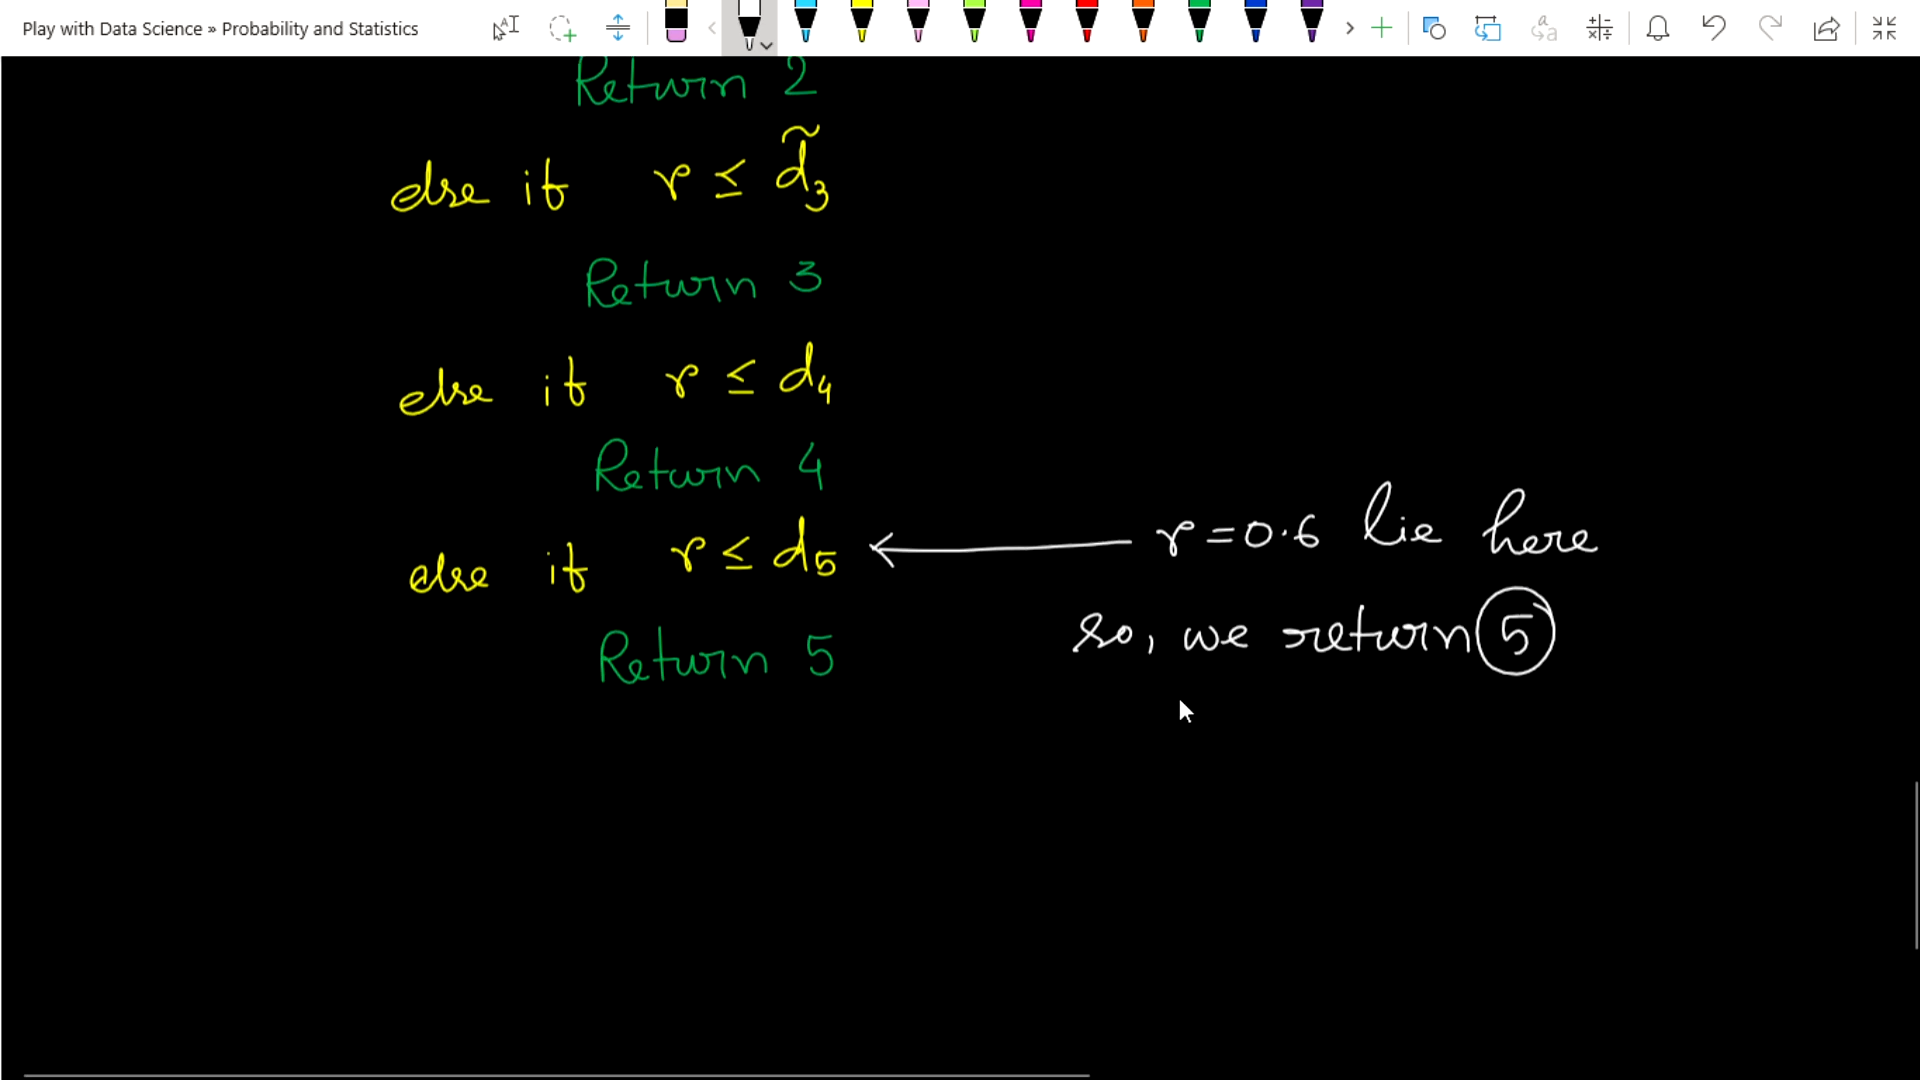 Play with Data Science » Probability and Statistics
Return 2
else if r ≤ d̃₃
Return 3
else if r ≤ d₄
Return 4
else if r ≤ d₅ ← r = 0.6 lie here
so, we return 5
Return 5